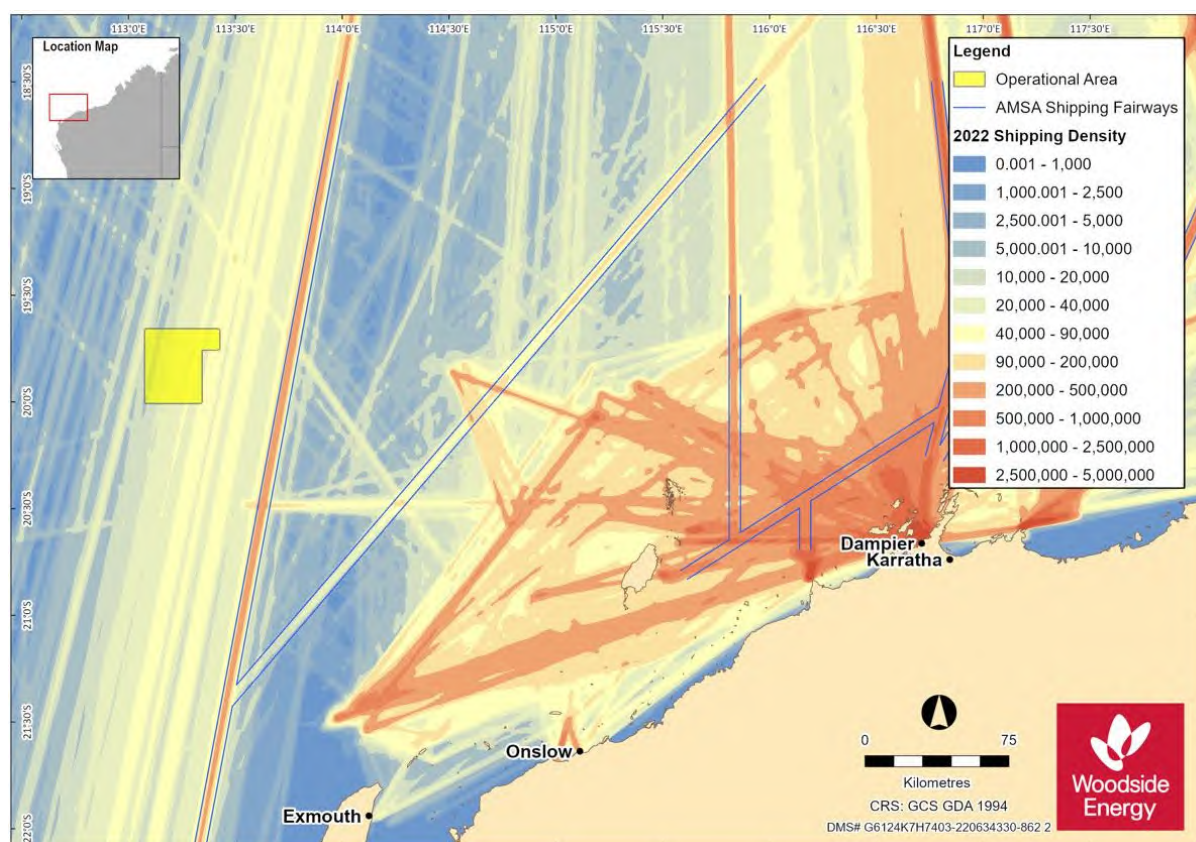 113°0'E
113°30'E
114°0'E
114°30'E
115°0'E
115°30'E
116°0'E
116°30'E
117°0'E
117°30'E
Location Map
18°30'S
19°0'S
19°30'S
20°0'S
20°30'S
21°0'S
21°30'S
22°0'S
Legend
Operational Area
AMSA Shipping Fairways
2022 Shipping Density
0.001 - 1,000
1,000.001 - 2,500
2,500.001 - 5,000
5,000.001 - 10,000
10,000 - 20,000
20,000 - 40,000
40,000 - 90,000
90,000 - 200,000
200,000 - 500,000
500,000 - 1,000,000
1,000,000 - 2,500,000
2,500,000 - 5,000,000
Dampier
Karratha
Onslow
Exmouth
0 75
Kilometres
CRS: GCS GDA 1994
DMS# G6124K7H7403-220634330-862 2
Woodside
Energy